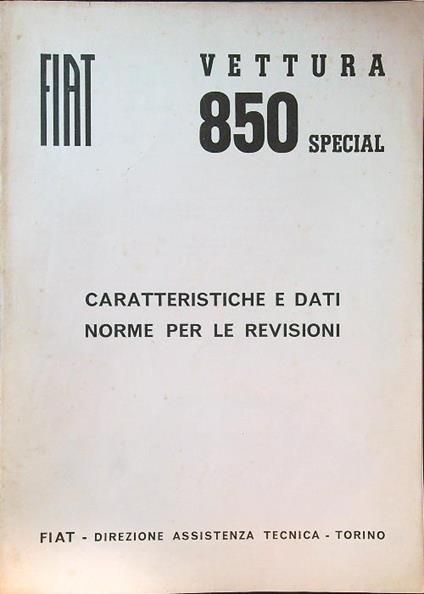 FIAT
VETTURA
850 SPECIAL
CARATTERISTICHE E DATI
NORME PER LE REVISIONI
FIAT - DIREZIONE ASSISTENZA TECNICA - TORINO